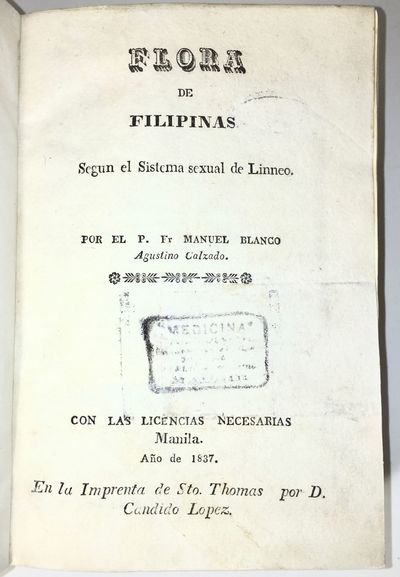 FLORA
DE
FILIPINAS
Segun el Sistema sexual de Linneo.
POR EL P. Fr MANUEL BLANCO
Agustino Calzado.
"MEDICINA"
CON LAS LICENCIAS NECESARIAS
Manila.
Año de 1837.
En la Imprenta de Sto. Thomas por D.
Candido Lopez.